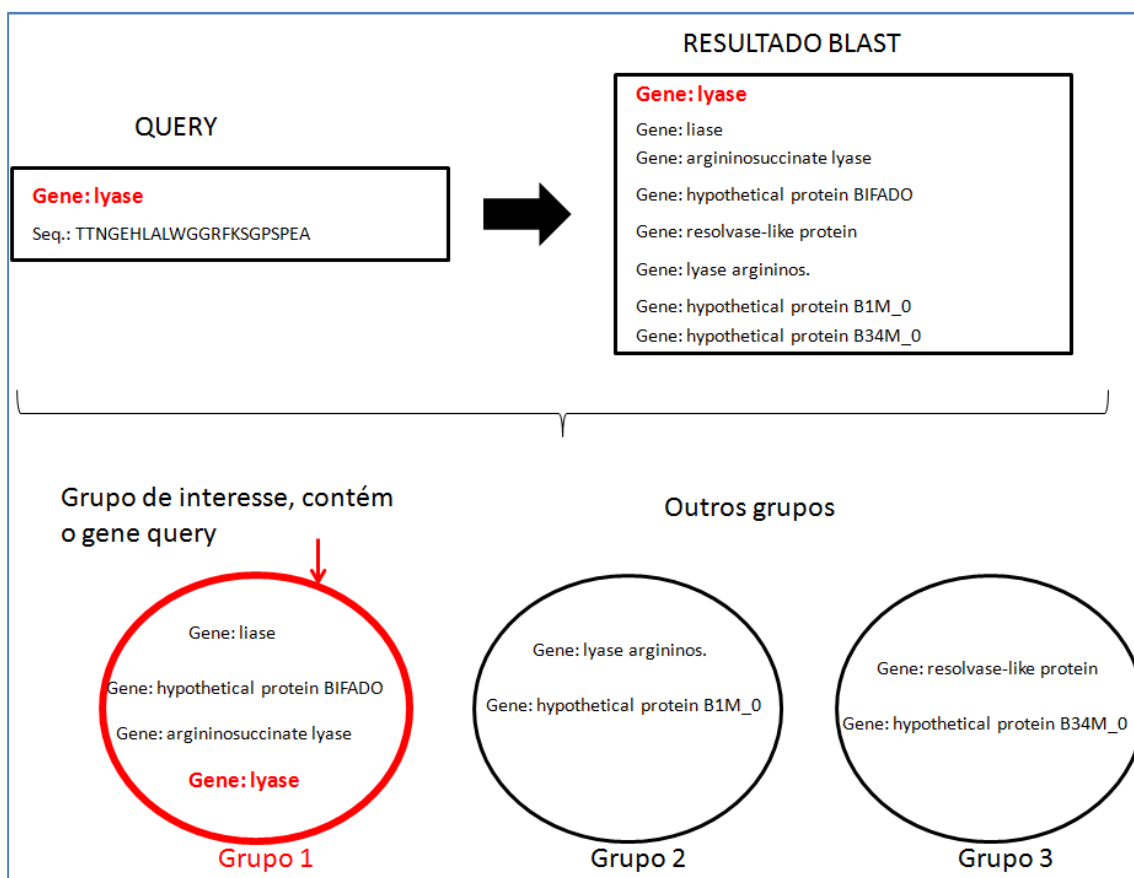 RESULTADO BLAST
QUERY
Gene: lyase
Seq.: TTNGEHLALWGGRFKSGPSPEA
Gene: lyase
Gene: liase
Gene: argininosuccinate lyase
Gene: hypothetical protein BIFADO
Gene: resolvase-like protein
Gene: lyase argininos.
Gene: hypothetical protein B1M_0
Gene: hypothetical protein B34M_0
Grupo de interesse, contém
o gene query
Outros grupos
Gene: liase
Gene: hypothetical protein BIFADO
Gene: argininosuccinate lyase
Gene: lyase
Grupo 1
Gene: lyase argininos.
Gene: hypothetical protein B1M_0
Grupo 2
Gene: resolvase-like protein
Gene: hypothetical protein B34M_0
Grupo 3